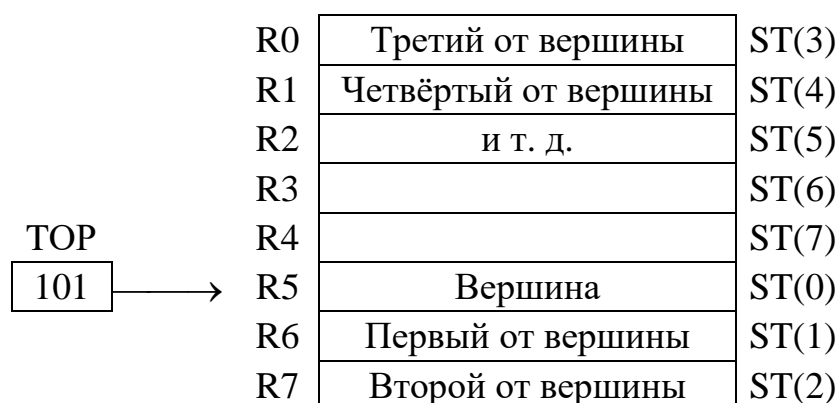 R0 Третий от вершины ST(3)
R1 Четвёртый от вершины ST(4)
R2 и т. д. ST(5)
R3 ST(6)
TOP R4 ST(7)
101 R5 Вершина ST(0)
R6 Первый от вершины ST(1)
R7 Второй от вершины ST(2)